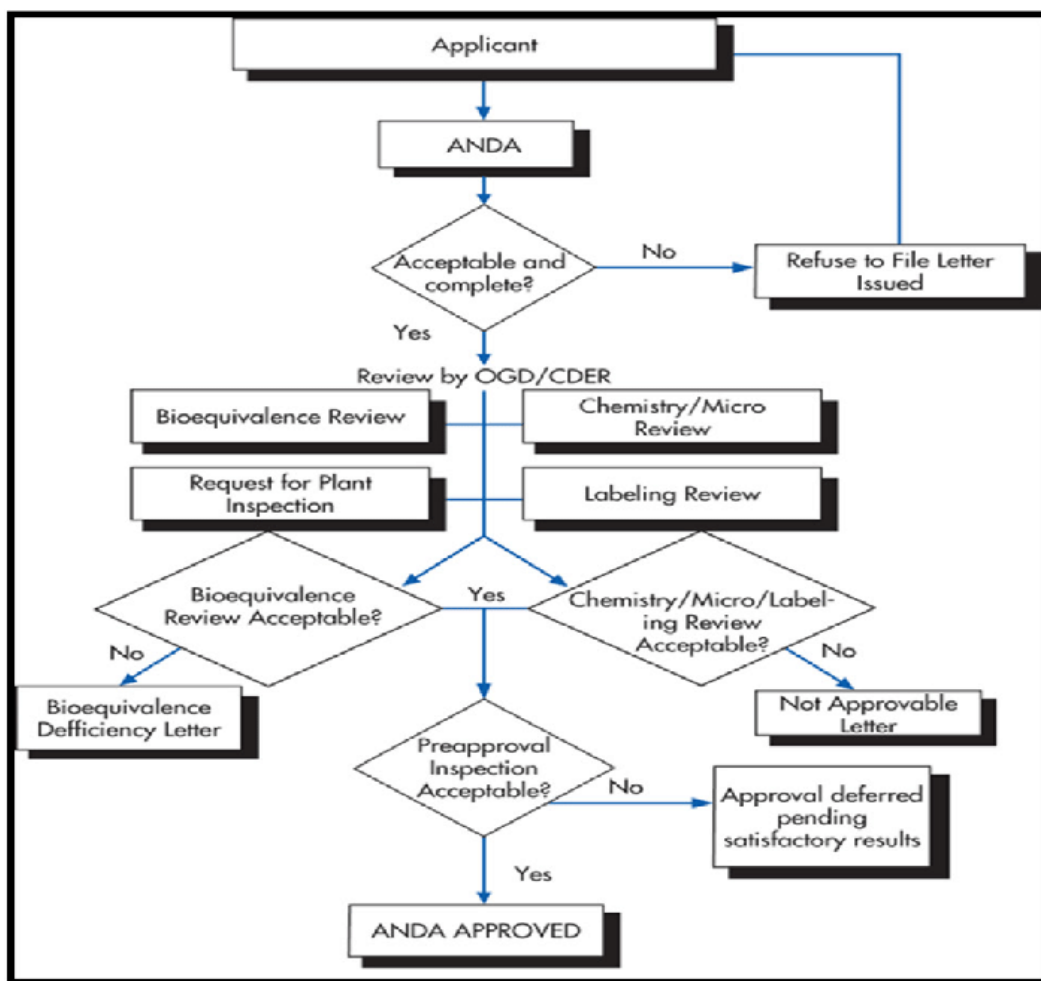 Applicant
ANDA
Acceptable and
complete?
No
Refuse to File Letter
Issued
Yes
Review by OGD/CDER
Bioequivalence Review
Chemistry/Micro
Review
Request for Plant
Inspection
Labeling Review
Bioequivalence
Review Acceptable?
Yes
Chemistry/Micro/Label-
ing Review
Acceptable?
No
No
Bioequivalence
Defficiency Letter
Not Approvable
Letter
Preapproval
Inspection
Acceptable?
No
Approval deferred
pending
satisfactory results
Yes
ANDA APPROVED